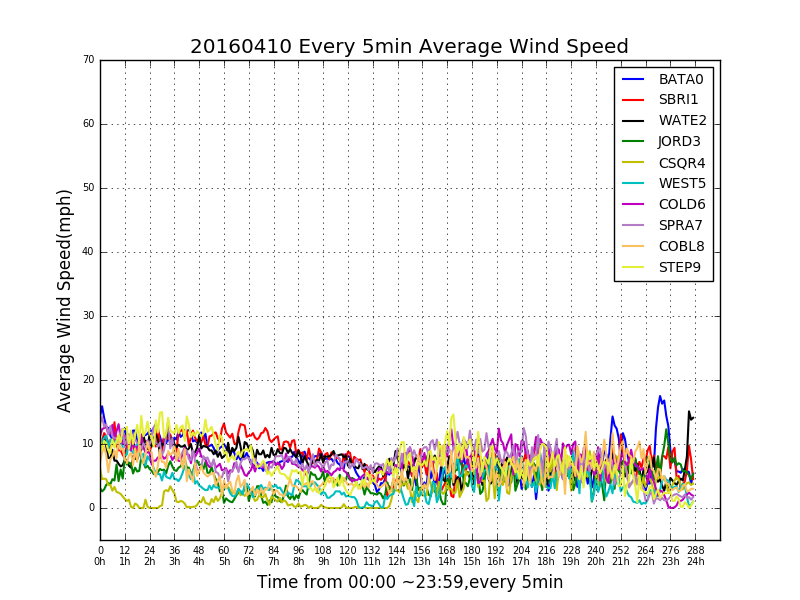 20160410 Every 5min Average Wind Speed
70
60
50
40
30
20
10
0
Average Wind Speed(mph)
BATA0
SBRI1
WATE2
JORD3
CSQR4
WEST5
COLD6
SPRA7
COBL8
STEP9
0 12 24 36 48 60 72 84 96 108 120 132 144 156 168 180 192 204 216 228 240 252 264 276 288
0h 1h 2h 3h 4h 5h 6h 7h 8h 9h 10h 11h 12h 13h 14h 15h 16h 17h 18h 19h 20h 21h 22h 23h 24h
Time from 00:00 ~23:59,every 5min